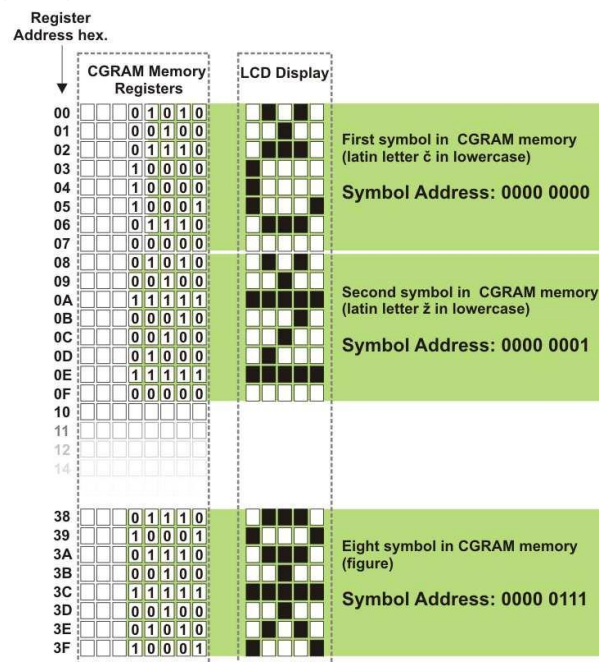 Register
Address hex.
CGRAM Memory
Registers
LCD Display
00 0 1 0 1 0
01 0 0 1 0 0
02 0 1 1 1 0
03 1 0 0 0 0
04 1 0 0 0 0
05 1 0 0 0 1
06 0 1 1 1 0
07 0 0 0 0 0
First symbol in CGRAM memory
(latin letter č in lowercase)
Symbol Address: 0000 0000
08 0 1 0 1 0
09 0 0 1 0 0
0A 1 1 1 1 1
0B 0 0 0 1 0
0C 0 0 1 0 0
0D 0 1 0 0 0
0E 1 1 1 1 1
0F 0 0 0 0 0
Second symbol in CGRAM memory
(latin letter ž in lowercase)
Symbol Address: 0000 0001
10
11
12
14
38 0 1 1 1 0
39 1 0 0 0 1
3A 0 1 1 1 0
3B 0 0 1 0 0
3C 1 1 1 1 1
3D 0 0 1 0 0
3E 0 1 0 1 0
3F 1 0 0 0 1
Eight symbol in CGRAM memory
(figure)
Symbol Address: 0000 0111